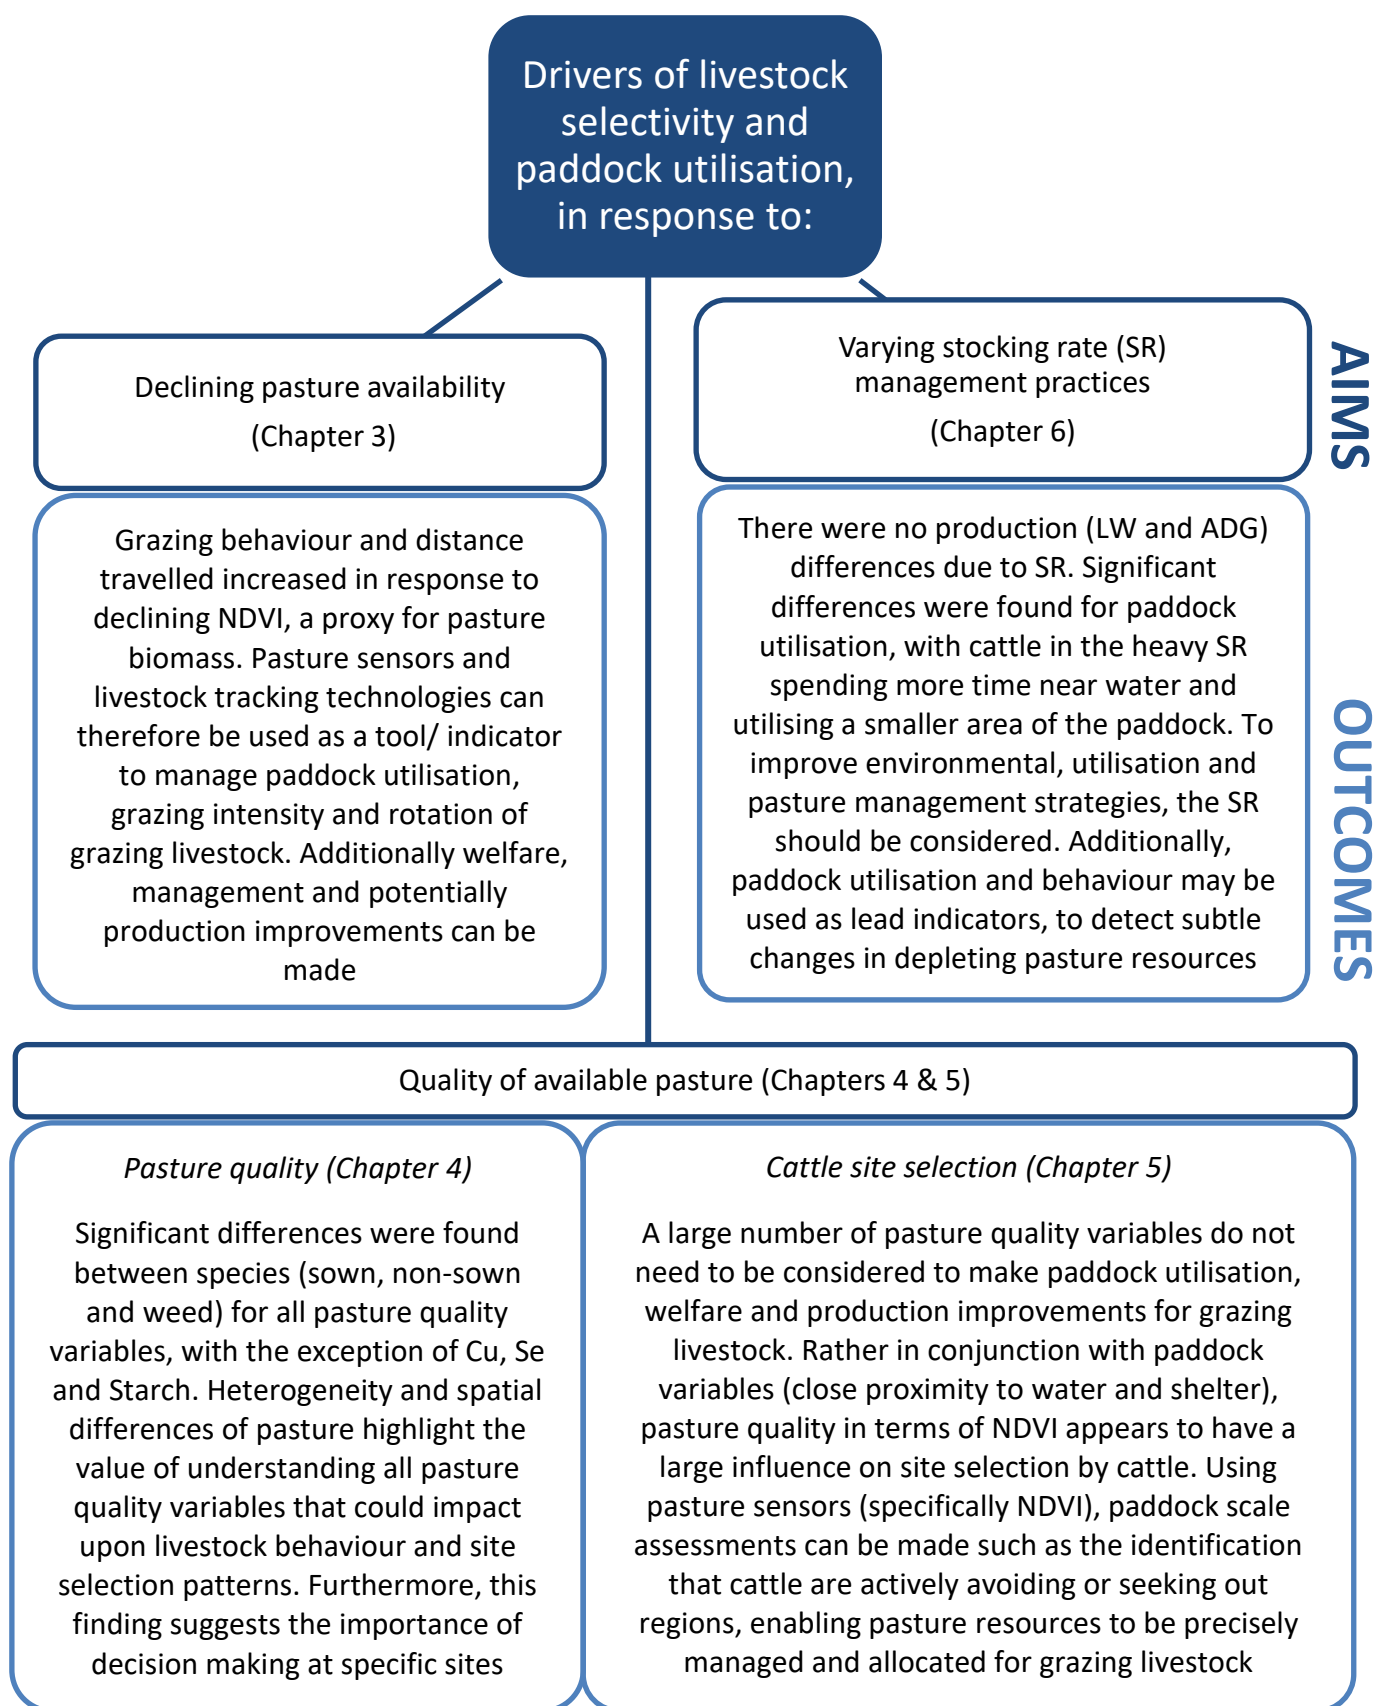 Drivers of livestock
selectivity and
paddock utilisation,
in response to:
Declining pasture availability
(Chapter 3)
Varying stocking rate (SR)
management practices
(Chapter 6)
AIMS
Grazing behaviour and distance
travelled increased in response to
declining NDVI, a proxy for pasture
biomass. Pasture sensors and
livestock tracking technologies can
therefore be used as a tool/ indicator
to manage paddock utilisation,
grazing intensity and rotation of
grazing livestock. Additionally welfare,
management and potentially
production improvements can be
made
There were no production (LW and ADG)
differences due to SR. Significant
differences were found for paddock
utilisation, with cattle in the heavy SR
spending more time near water and
utilising a smaller area of the paddock. To
improve environmental, utilisation and
pasture management strategies, the SR
should be considered. Additionally,
paddock utilisation and behaviour may be
used as lead indicators, to detect subtle
changes in depleting pasture resources
OUTCOMES
Quality of available pasture (Chapters 4 & 5)
Pasture quality (Chapter 4)
Significant differences were found
between species (sown, non-sown
and weed) for all pasture quality
variables, with the exception of Cu, Se
and Starch. Heterogeneity and spatial
differences of pasture highlight the
value of understanding all pasture
quality variables that could impact
upon livestock behaviour and site
selection patterns. Furthermore, this
finding suggests the importance of
decision making at specific sites
Cattle site selection (Chapter 5)
A large number of pasture quality variables do not
need to be considered to make paddock utilisation,
welfare and production improvements for grazing
livestock. Rather in conjunction with paddock
variables (close proximity to water and shelter),
pasture quality in terms of NDVI appears to have a
large influence on site selection by cattle. Using
pasture sensors (specifically NDVI), paddock scale
assessments can be made such as the identification
that cattle are actively avoiding or seeking out
regions, enabling pasture resources to be precisely
managed and allocated for grazing livestock